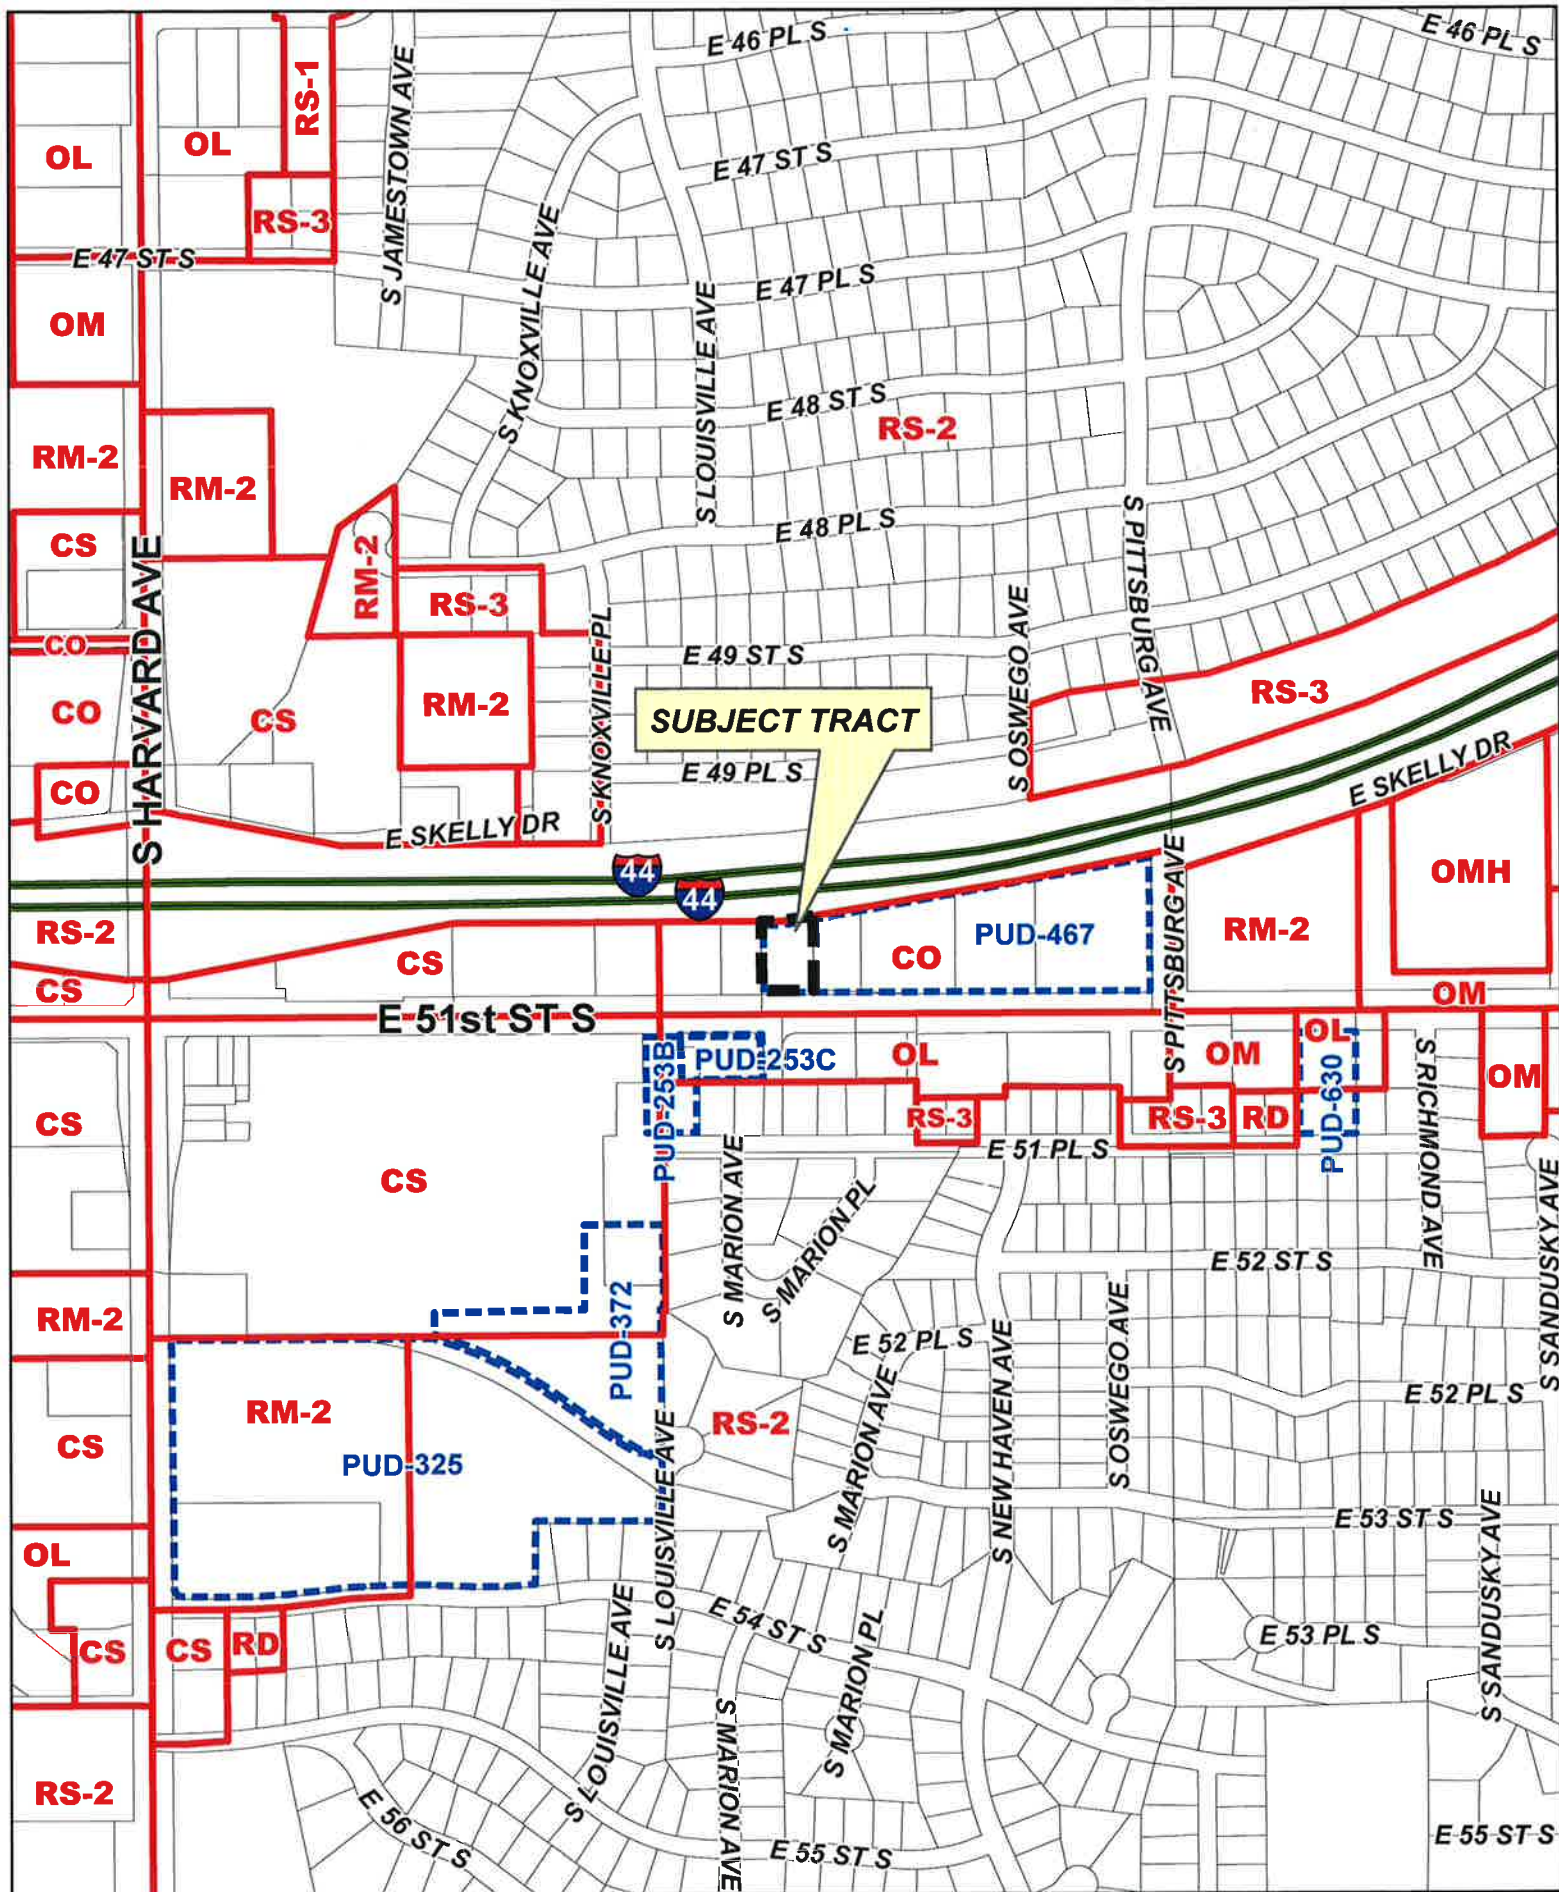 E 46 PL S
E 46 PL S
RS-1
S JAMESTOWN AVE
OL
OL
E 47 ST S
RS-3
E 47 ST S
S KNOXVILLE AVE
E 47 PL S
OM
S LOUISVILLE AVE
E 48 ST S
RS-2
RM-2
RM-2
E 48 PL S
S PITTSBURG AVE
CS
RM-2
RS-3
S HARVARD AVE
CO
S KNOXVILLE PL
E 49 ST S
S OSWEGO AVE
RS-3
CO
CS
RM-2
SUBJECT TRACT
E 49 PL S
CO
E SKELLY DR
E SKELLY DR
44
44
OMH
RS-2
CS
CO
PUD-467
S PITTSBURG AVE
RM-2
CS
OM
E 51st ST S
PUD-253B
PUD-253C
OL
OM
OL
PUD-630
S RICHMOND AVE
OM
CS
RS-3
RS-3
RD
E 51 PL S
CS
S MARION AVE
S MARION PL
E 52 ST S
S SANDUSKY AVE
RM-2
PUD-372
E 52 PL S
S NEW HAVEN AVE
S OSWEGO AVE
E 52 PL S
RM-2
RS-2
S MARION AVE
CS
PUD-325
S LOUISVILLE AVE
E 53 ST S
S SANDUSKY AVE
OL
E 54 ST S
S LOUISVILLE AVE
S MARION PL
E 53 PL S
CS
CS
RD
S MARION AVE
RS-2
E 56 ST S
E 55 ST S
E 55 ST S